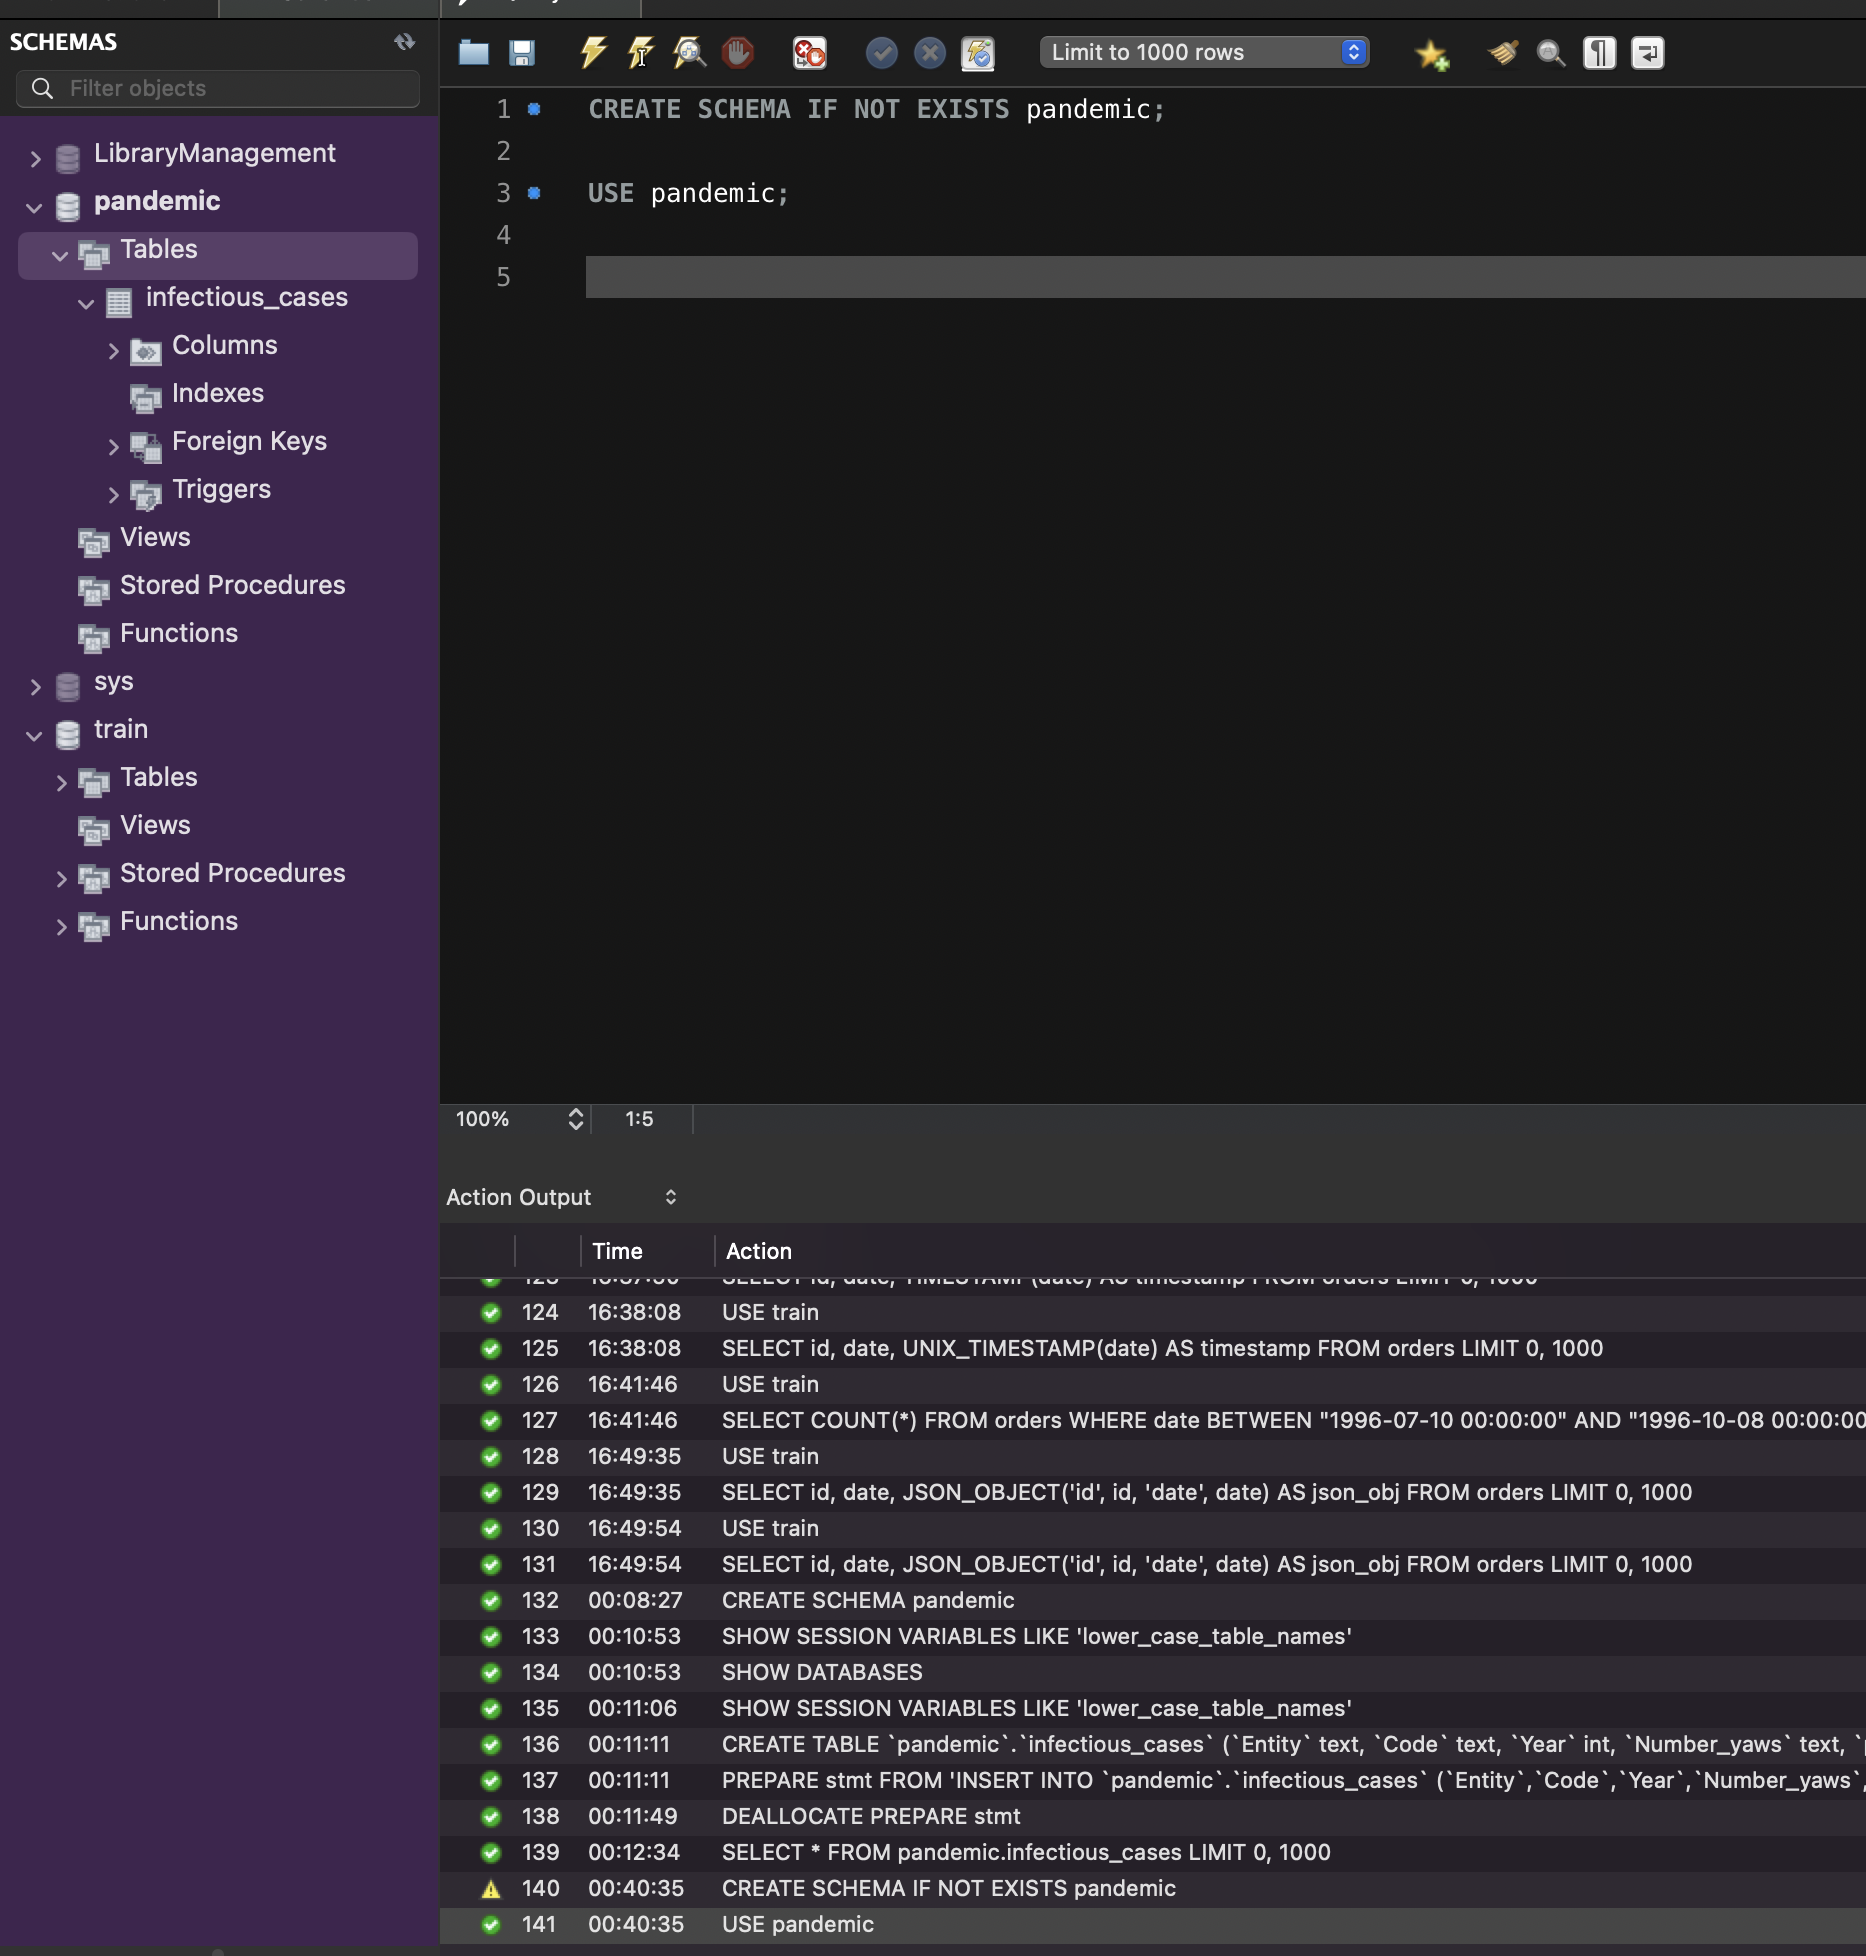 SCHEMAS
Filter objects
LibraryManagement
pandemic
Tables
infectious_cases
Columns
Indexes
Foreign Keys
Triggers
Views
Stored Procedures
Functions
sys
train
Tables
Views
Stored Procedures
Functions
Limit to 1000 rows
1 CREATE SCHEMA IF NOT EXISTS pandemic;
2
3 USE pandemic;
4
5
100% 1:5
Action Output
Time Action
SELECT id, date, TIMESTAMP(date) AS timestamp FROM orders LIMIT 0, 1000
124 16:38:08 USE train
125 16:38:08 SELECT id, date, UNIX_TIMESTAMP(date) AS timestamp FROM orders LIMIT 0, 1000
126 16:41:46 USE train
127 16:41:46 SELECT COUNT(*) FROM orders WHERE date BETWEEN "1996-07-10 00:00:00" AND "1996-10-08 00:00:00
128 16:49:35 USE train
129 16:49:35 SELECT id, date, JSON_OBJECT('id', id, 'date', date) AS json_obj FROM orders LIMIT 0, 1000
130 16:49:54 USE train
131 16:49:54 SELECT id, date, JSON_OBJECT('id', id, 'date', date) AS json_obj FROM orders LIMIT 0, 1000
132 00:08:27 CREATE SCHEMA pandemic
133 00:10:53 SHOW SESSION VARIABLES LIKE 'lower_case_table_names'
134 00:10:53 SHOW DATABASES
135 00:11:06 SHOW SESSION VARIABLES LIKE 'lower_case_table_names'
136 00:11:11 CREATE TABLE `pandemic`.`infectious_cases` (`Entity` text, `Code` text, `Year` int, `Number_yaws` text, `
137 00:11:11 PREPARE stmt FROM 'INSERT INTO `pandemic`.`infectious_cases` (`Entity`,`Code`,`Year`,`Number_yaws`,
138 00:11:49 DEALLOCATE PREPARE stmt
139 00:12:34 SELECT * FROM pandemic.infectious_cases LIMIT 0, 1000
140 00:40:35 CREATE SCHEMA IF NOT EXISTS pandemic
141 00:40:35 USE pandemic